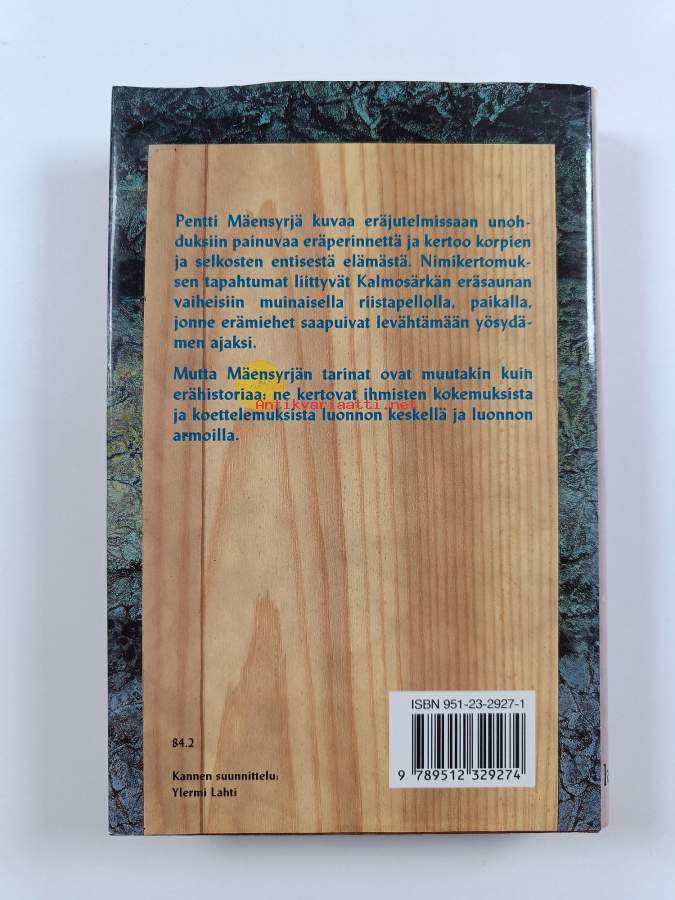 Pentti Mäensyrjä kuvaa eräjutelmissaan unoh-
duksiin painuvaa eräperinnettä ja kertoo korpien
ja selkosten entisestä elämästä. Nimikertomuk-
sen tapahtumat liittyvät Kalmosärkän eräsaunan
vaiheisiin muinaisella riistapellolla, paikalla,
jonne erämiehet saapuivat levähtämään yösydä-
men ajaksi.
Mutta Mäensyrjän tarinat ovat muutakin kuin
erähistoriaa: ne kertovat ihmisten kokemuksista
Antikvariaatti.net
ja koettelemuksista luonnon keskellä ja luonnon
armoilla.
ISBN 951-23-2927-1
9 789512 329274
84.2
Kannen suunnittelu:
Ylermi Lahti